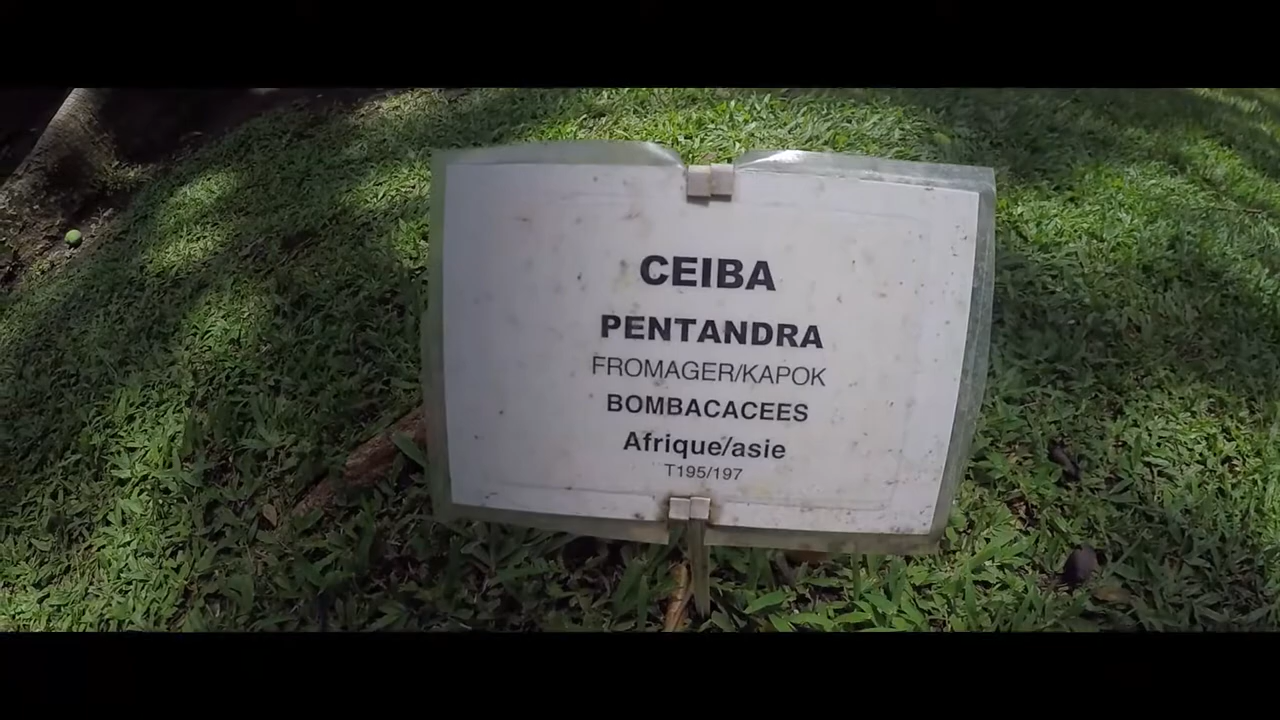 CEIBA
PENTANDRA
FROMAGER/KAPOK
BOMBACACEES
Afrique/asie
T195/197